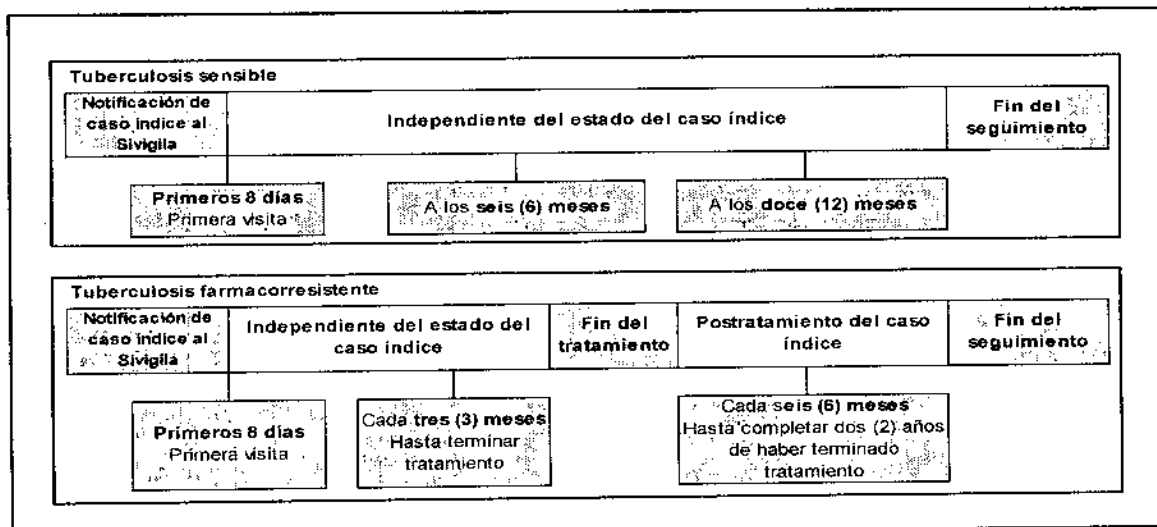 Tuberculosis sensible
Notificación de
caso índice al
Sivigila
Independiente del estado del caso índice
Fin del
seguimiento
Primeros 8 días
Primera visita
A los seis (6) meses
A los doce (12) meses
Tuberculosis farmacorresistente
Notificación de
caso índice al
Sivigila
Independiente del estado del
caso índice
Fin del
tratamiento
Postratamiento del caso
índice
Fin del
seguimiento
Primeros 8 días
Primera visita
Cada tres (3) meses
Hasta terminar
tratamiento
Cada seis (6) meses
Hasta completar dos (2) años
de haber terminado
tratamiento